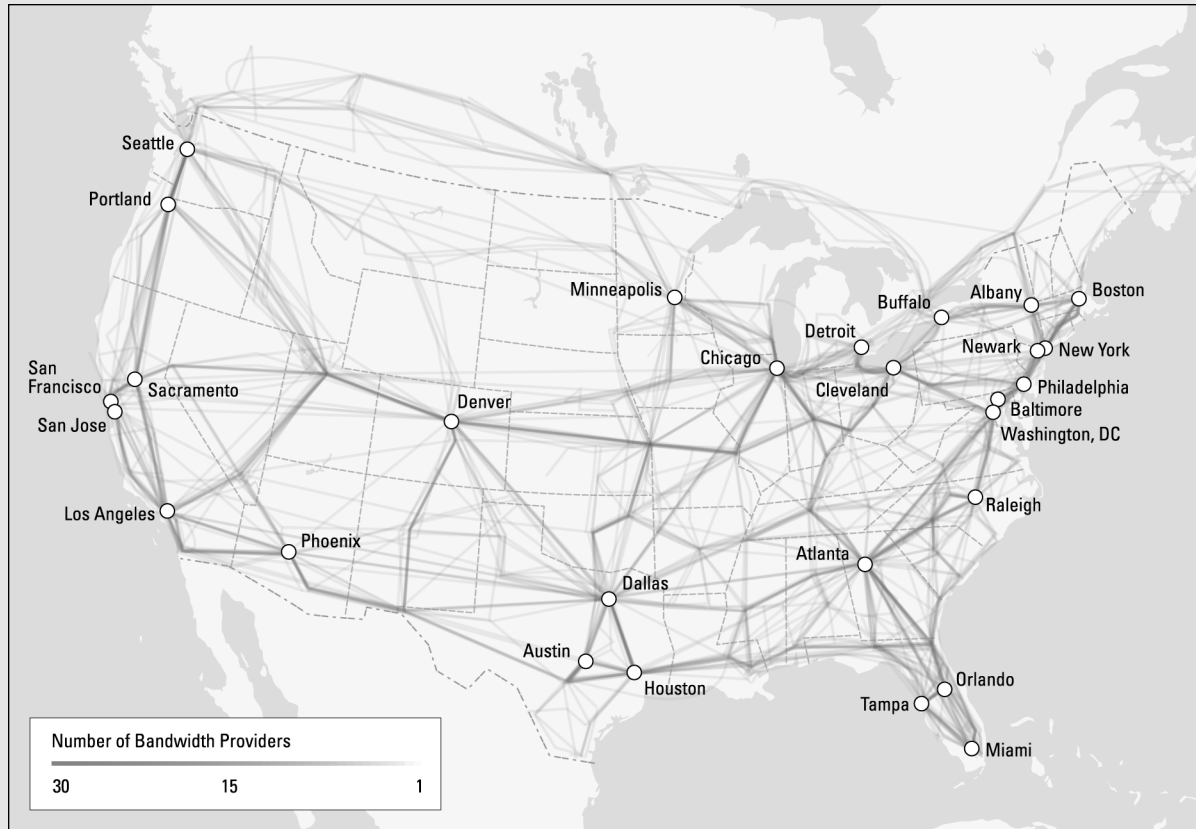 Seattle
Portland
Minneapolis
Buffalo
Albany
Boston
Detroit
Newark
New York
Chicago
Cleveland
San
Francisco
Sacramento
Philadelphia
Denver
Baltimore
San Jose
Washington, DC
Los Angeles
Raleigh
Phoenix
Atlanta
Dallas
Austin
Houston
Orlando
Tampa
Miami
Number of Bandwidth Providers
30 15 1